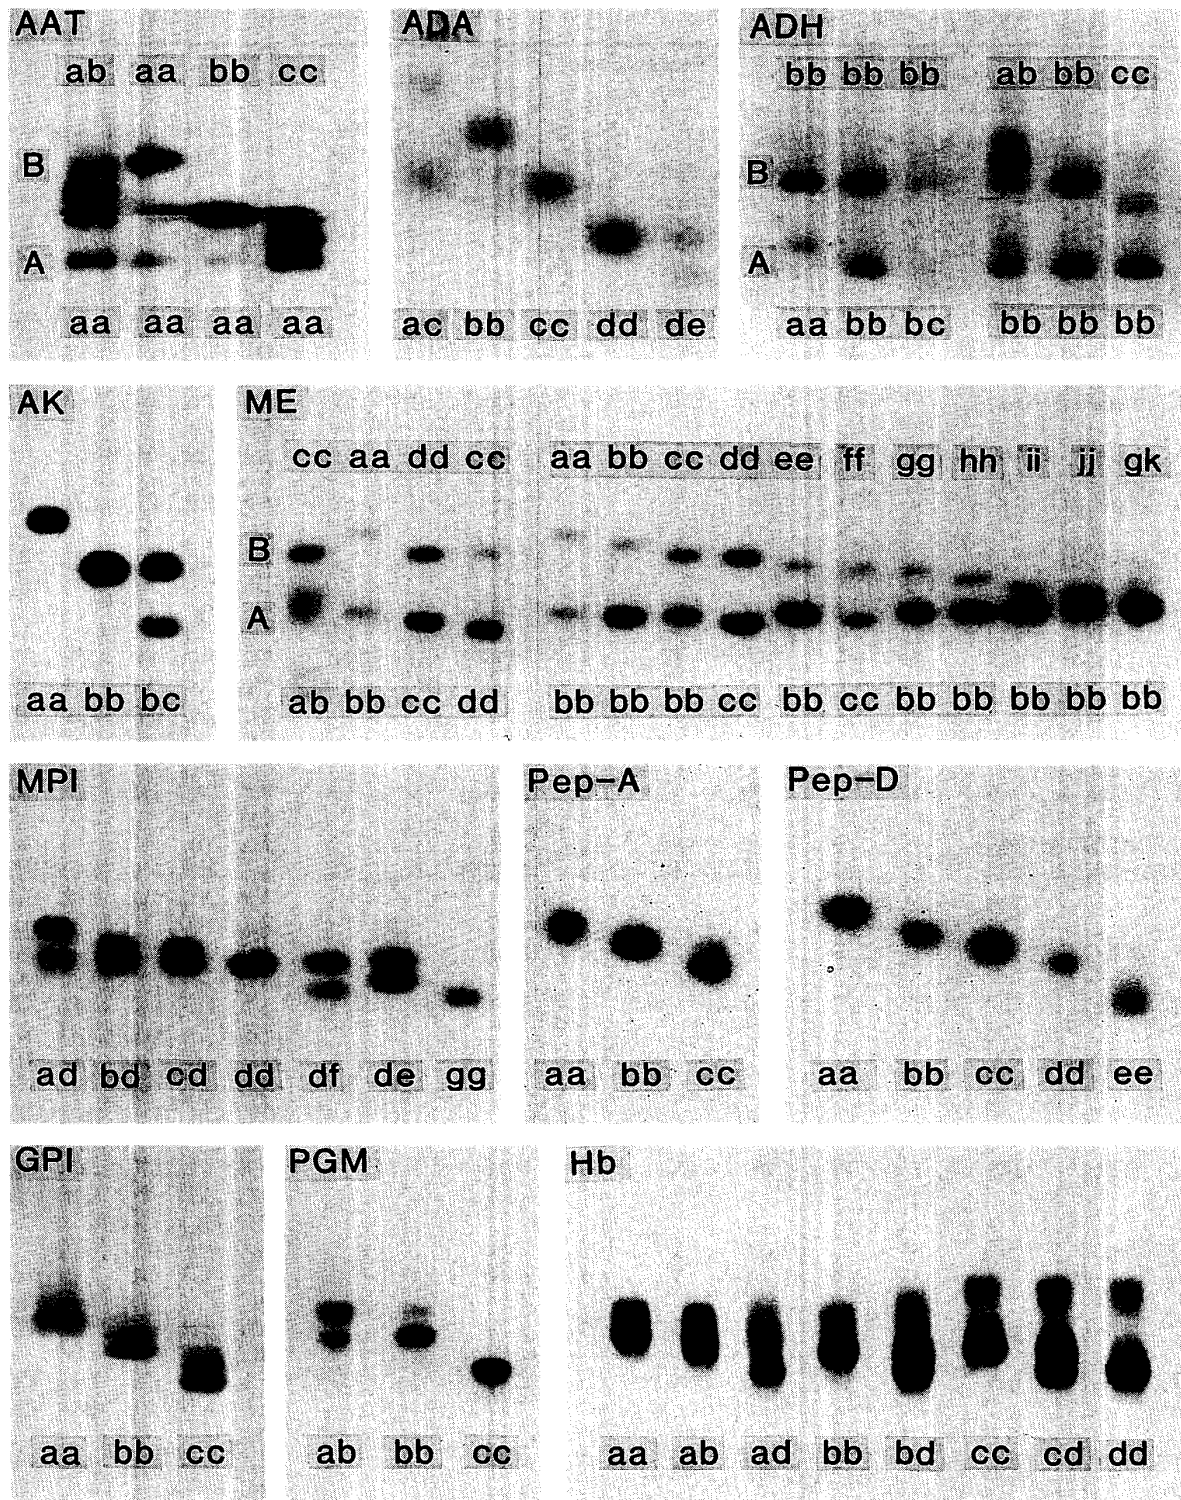 AAT
ab aa bb cc
B
A
aa aa aa aa
ADA
ac bb cc dd de
ADH
bb bb bb ab bb cc
B
A
aa bb bc bb bb bb
AK
aa bb bc
ME
cc aa dd cc aa bb cc dd ee ff gg hh ii jj gk
B
A
ab bb cc dd bb bb bb cc bb cc bb bb bb bb bb
MPI
ad bd cd dd df de gg
Pep-A
aa bb cc
Pep-D
aa bb cc dd ee
GPI
aa bb cc
PGM
ab bb cc
Hb
aa ab ad bb bd cc cd dd